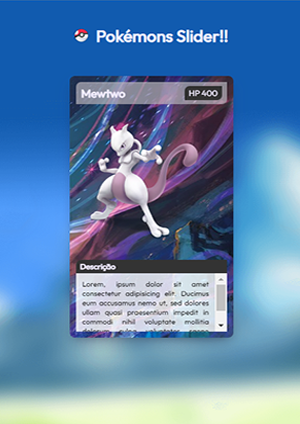 Pokémons Slider!!
Mewtwo
HP 400
Descrição
Lorem, ipsum dolor sit amet
consectetur adipisicing elit. Ducimus
eum accusamus nemo ut, sed dolores
ullam quasi praesentium impedit in
commodi nihil voluptate mollitia